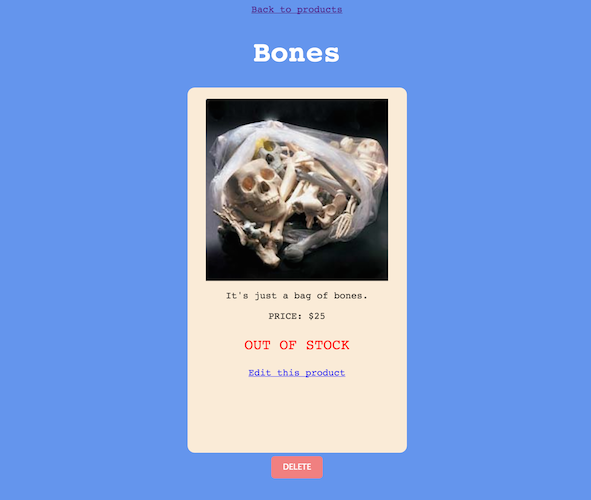 Back to products
Bones
It's just a bag of bones.
PRICE: $25
OUT OF STOCK
Edit this product
DELETE